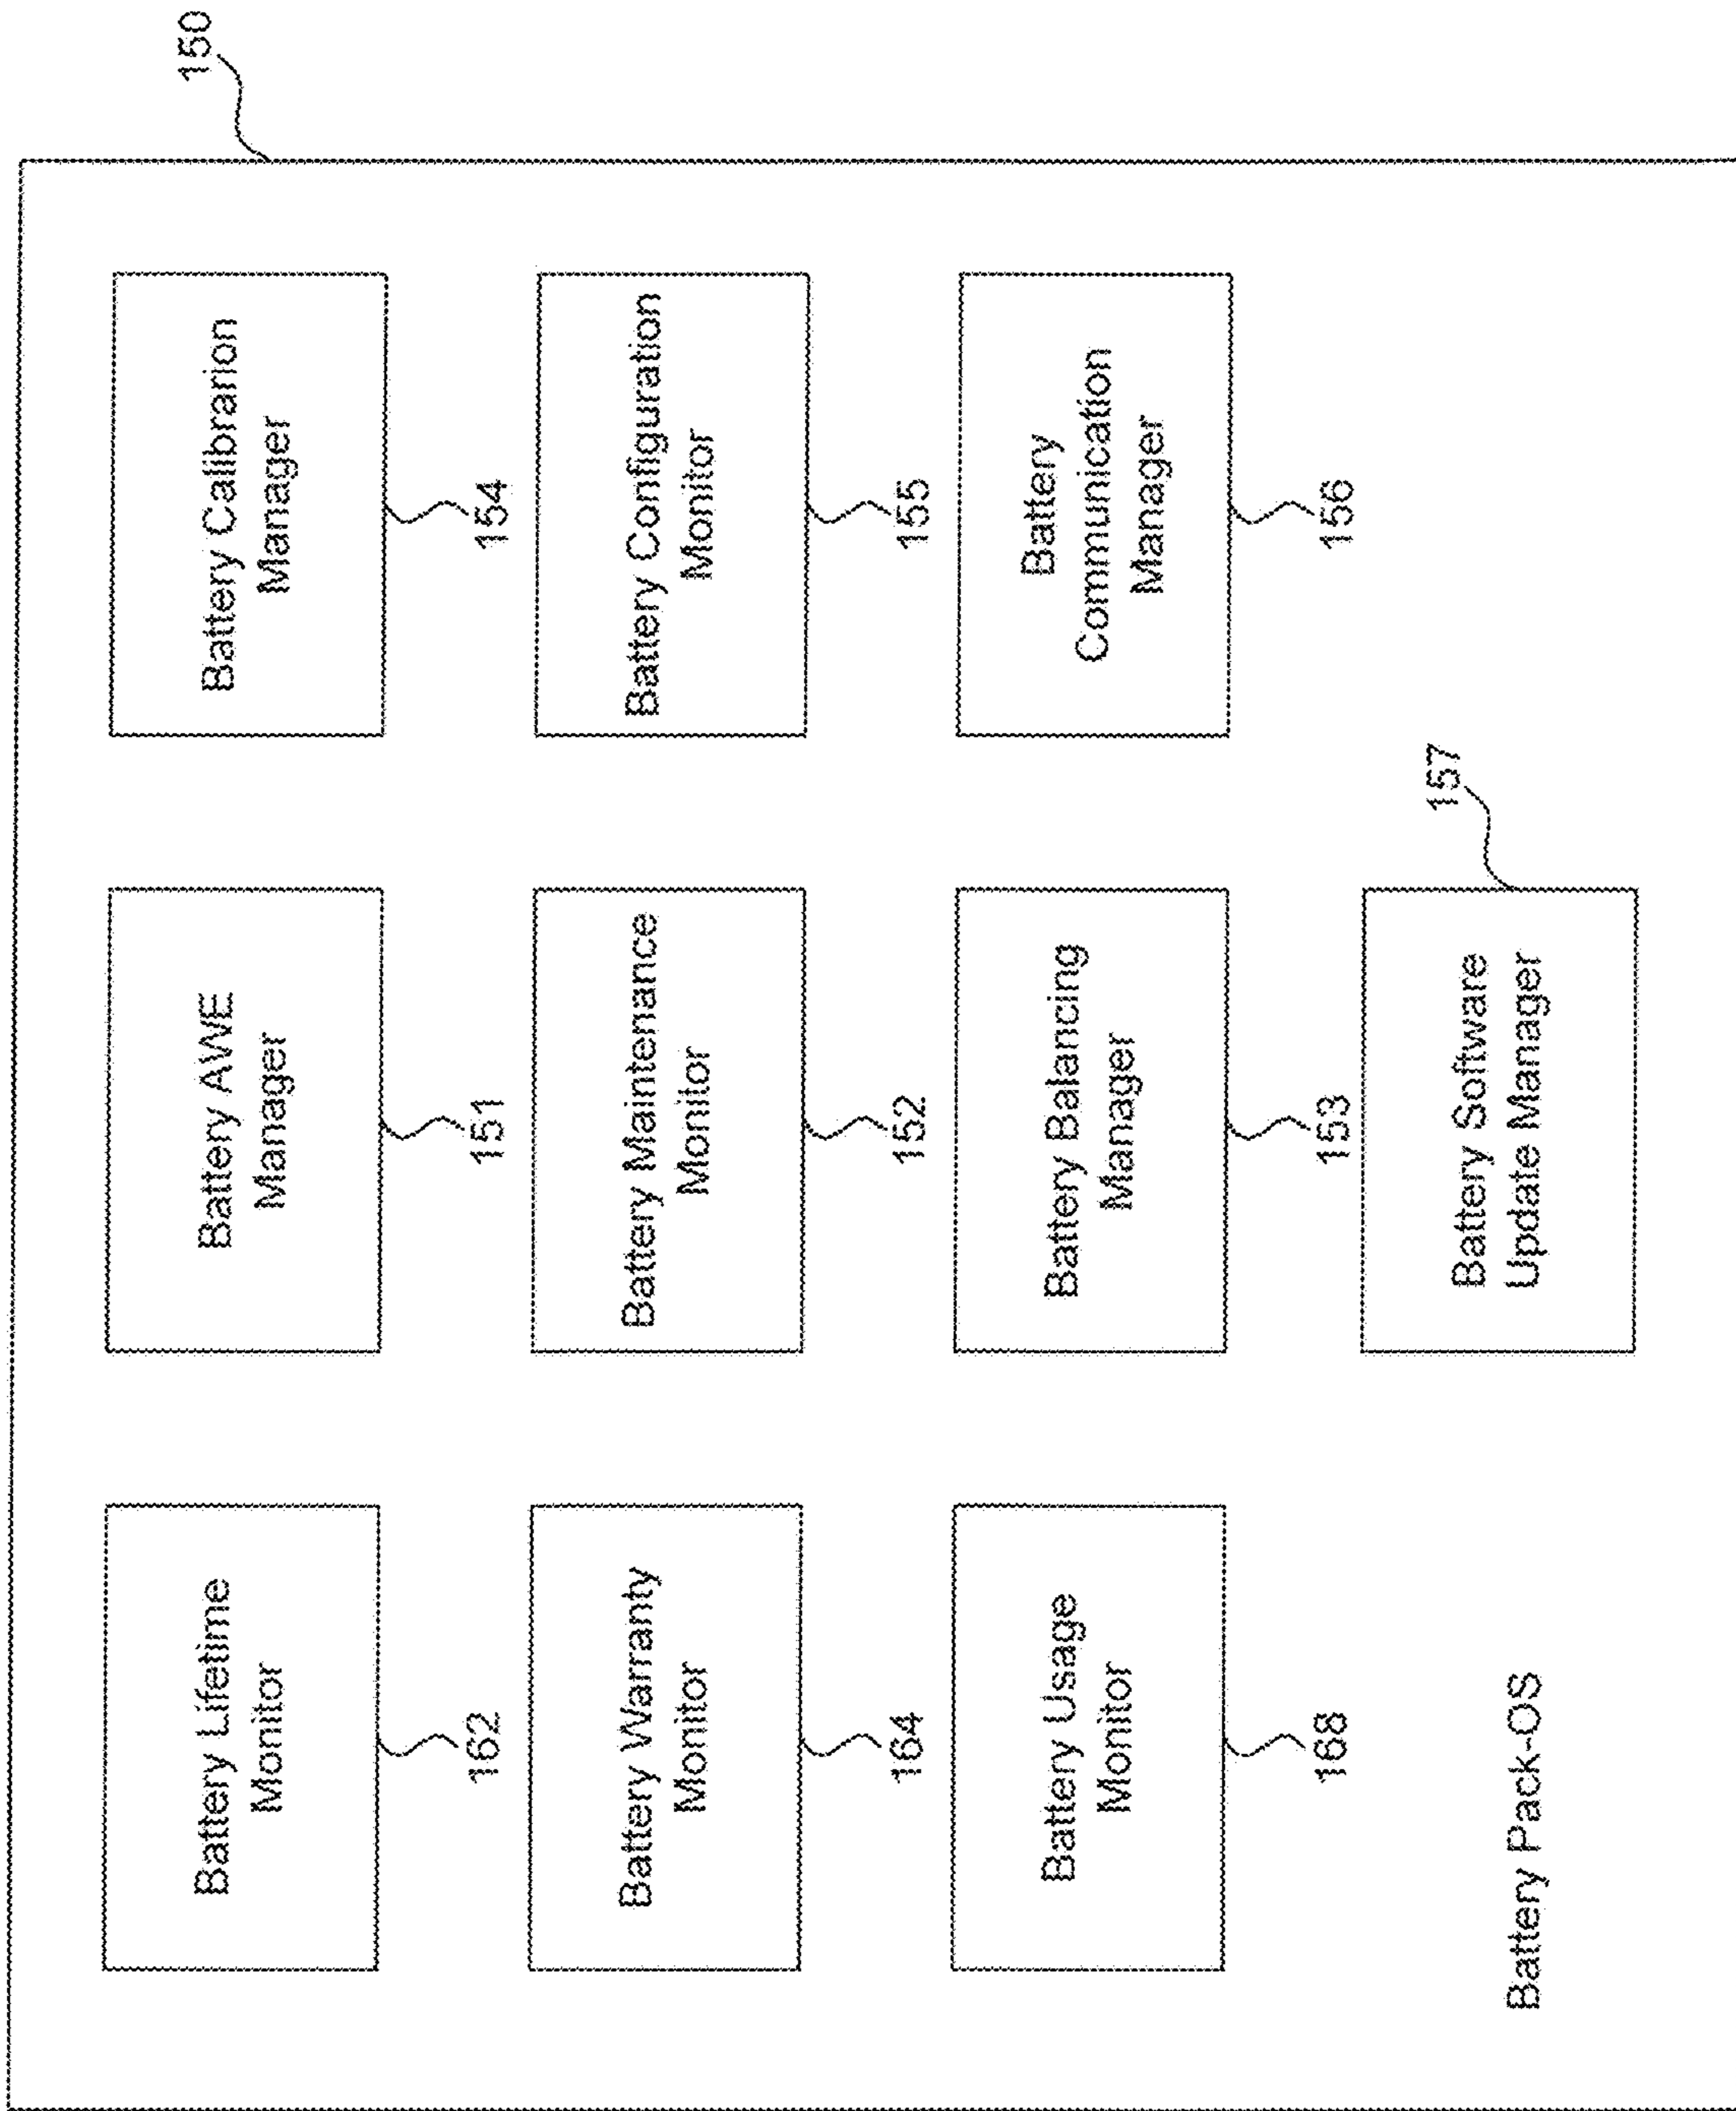 150
Battery Lifetime
Monitor
162
Battery AWE
Manager
151
Battery Calibrarion
Manager
154
Battery Warranty
Monitor
164
Battery Maintenance
Monitor
152
Battery Configuration
Monitor
155
Battery Usage
Monitor
168
Battery Balancing
Manager
153
Battery
Communication
Manager
156
Battery Software
Update Manager
157
Battery Pack-OS